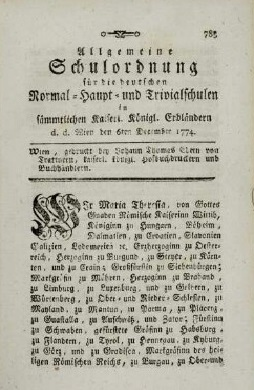 785
Allgemeine
Schulordnung
für die deutschen
Normal-Haupt-und Trivialschulen
in
sämmtlichen Kaiserl. Königl. Erbländern
d. d. Wien den 6ten December 1774.
Wien, gedruckt bey Johann Thomas Edlen von
Trattnern, kaiserl. königl. Hofbuchdruckern und
Buchhändlern.
Wir Maria Theresia, von Gottes
Gnaden Römische Kaiserinn Wittib,
Königinn zu Hungarn, Böheim,
Dalmatien, zu Croatien, Slavonien
Galizien, Lodomerien ec. Erzherzoginn zu Oester-
reich, Herzoginn zu Burgund, zu Steyer, zu Kärn-
ten, und zu Crain; Großfürstinn zu Siebenbürgen;
Markgräfinn zu Mähren, Herzoginn zu Braband,
zu Limburg, zu Luxenburg, und zu Geldern, zu
Würtenberg, zu Ober- und Nieder-Schlesien, zu
Mayland, zu Mantua, zu Parma, zu Placenz,
zu Guastalla, zu Auschwitz, und Zator; Fürstinn
zu Schwaben, gefürstete Gräfinn zu Habsburg,
zu Flandern, zu Tyrol, zu Hennegau, zu Kyburg,
zu Görz, und zu Gradisca, Markgräfinn des hei-
ligen Römischen Reichs, zu Burgau, zu Ober-und